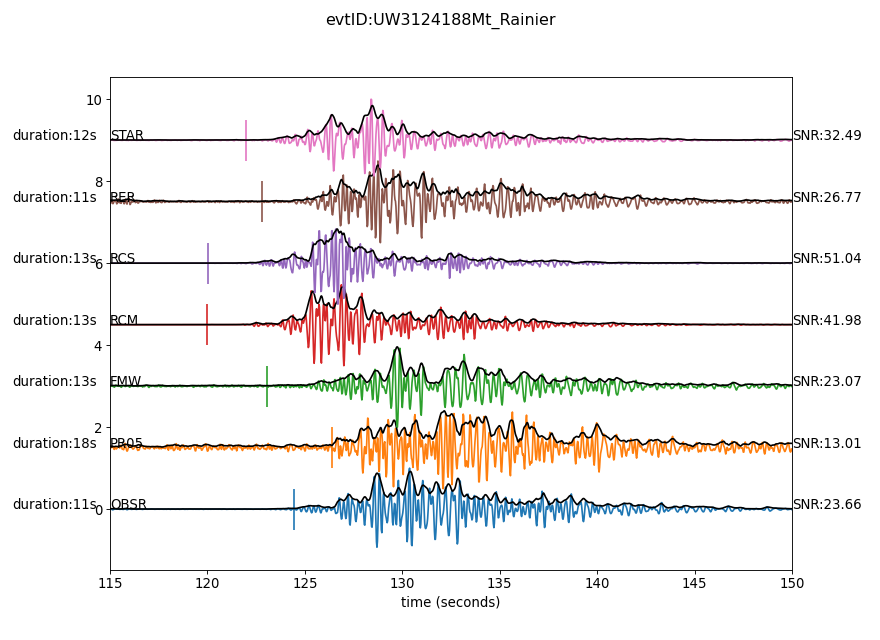 evtID:UW3124188Mt_Rainier
10
duration:12s STAR SNR:32.49
8
duration:11s RER SNR:26.77
duration:13s RCS SNR:51.04
6
duration:13s RCM SNR:41.98
4
duration:13s FMW SNR:23.07
2
duration:18s PR05 SNR:13.01
duration:11s OBSR SNR:23.66
0
115 120 125 130 135 140 145 150
time (seconds)